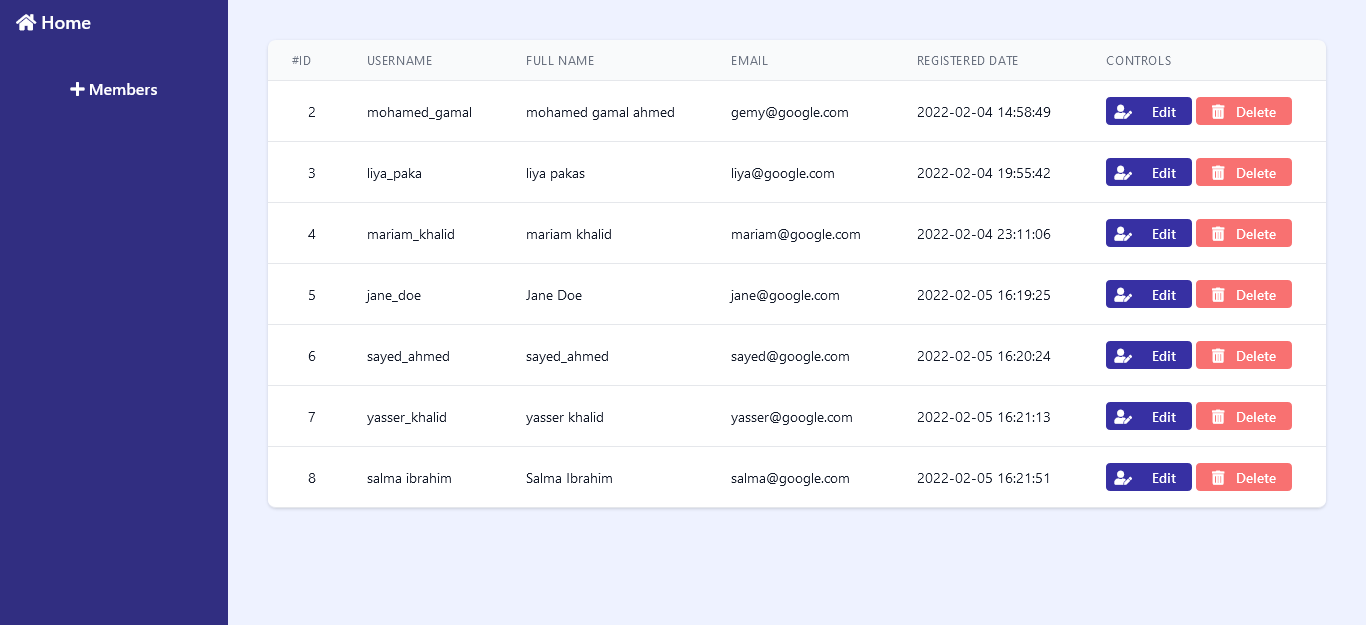 Home
Members
#ID USERNAME FULL NAME EMAIL REGISTERED DATE CONTROLS
2 mohamed_gamal mohamed gamal ahmed gemy@google.com 2022-02-04 14:58:49 Edit Delete
3 liya_paka liya pakas liya@google.com 2022-02-04 19:55:42 Edit Delete
4 mariam_khalid mariam khalid mariam@google.com 2022-02-04 23:11:06 Edit Delete
5 jane_doe Jane Doe jane@google.com 2022-02-05 16:19:25 Edit Delete
6 sayed_ahmed sayed_ahmed sayed@google.com 2022-02-05 16:20:24 Edit Delete
7 yasser_khalid yasser khalid yasser@google.com 2022-02-05 16:21:13 Edit Delete
8 salma ibrahim Salma Ibrahim salma@google.com 2022-02-05 16:21:51 Edit Delete